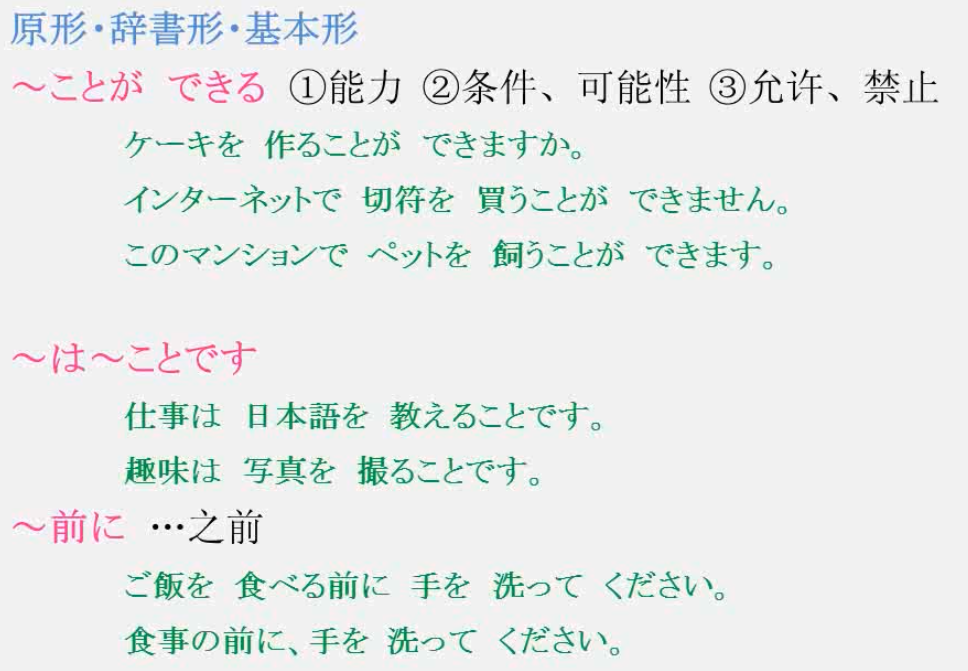 原形・辞書形・基本形
～ことが できる ①能力 ②条件、可能性 ③允许、禁止
ケーキを 作ることが できますか。
インターネットで 切符を 買うことが できません。
このマンションで ペットを 飼うことが できます。
～は～ことです
仕事は 日本語を 教えることです。
趣味は 写真を 撮ることです。
～前に …之前
ご飯を 食べる前に 手を 洗って ください。
食事の前に、手を 洗って ください。